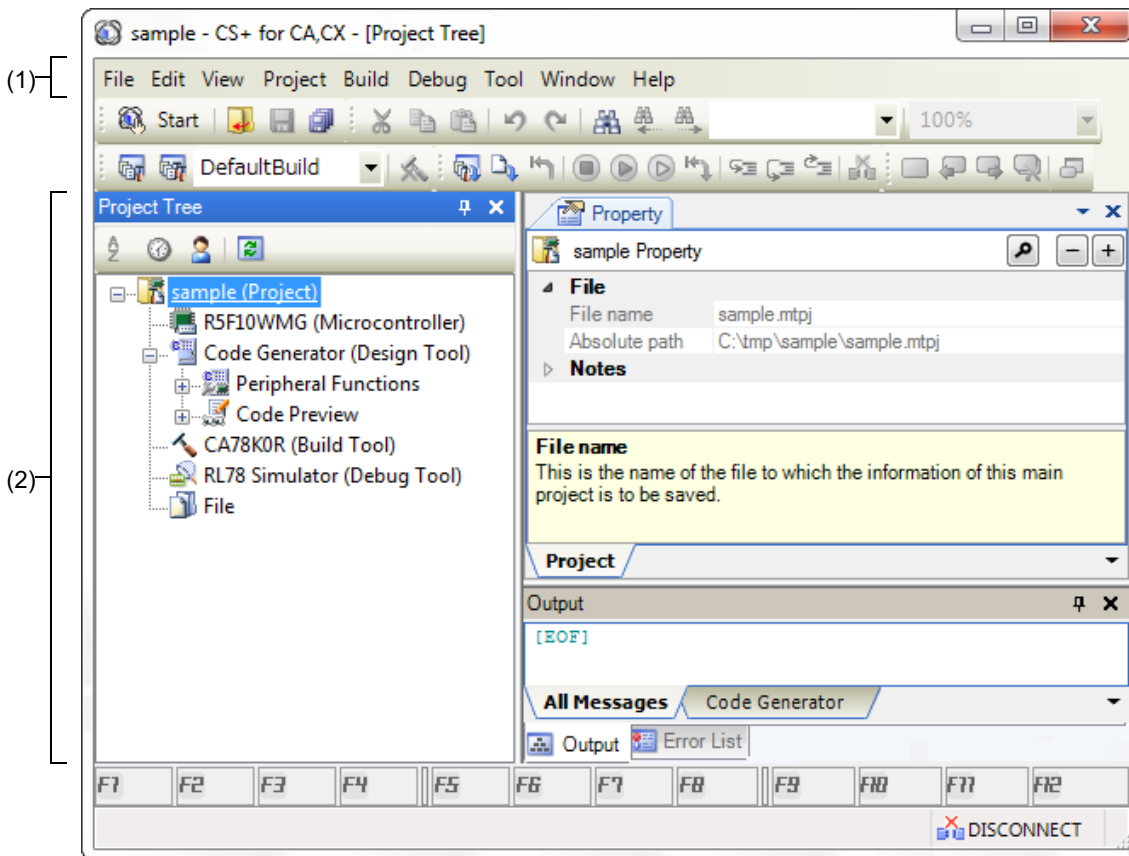 sample - CS+ for CA,CX - [Project Tree]
(1)
File Edit View Project Build Debug Tool Window Help
Start 100%
DefaultBuild
(2)
Project Tree
sample (Project)
R5F10WMG (Microcontroller)
Code Generator (Design Tool)
Peripheral Functions
Code Preview
CA78K0R (Build Tool)
RL78 Simulator (Debug Tool)
File
Property
sample Property
File
File name sample.mtpj
Absolute path C:\tmp\sample\sample.mtpj
Notes
File name
This is the name of the file to which the information of this main
project is to be saved.
Project
Output
[EOF]
All Messages Code Generator
Output Error List
F1 F2 F3 F4 F5 F6 F7 F8 F9 F10 F11 F12
DISCONNECT